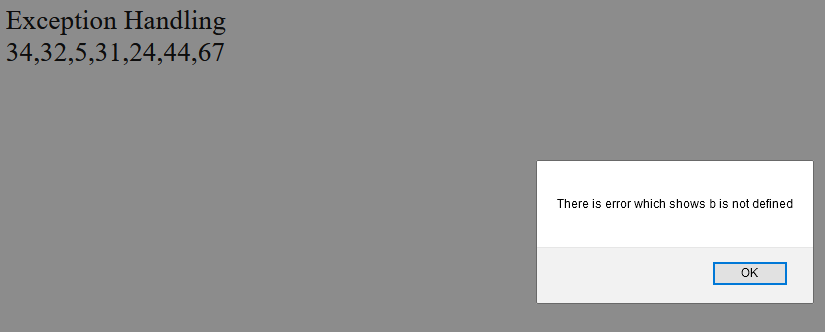 Exception Handling
34,32,5,31,24,44,67
There is error which shows b is not defined
OK